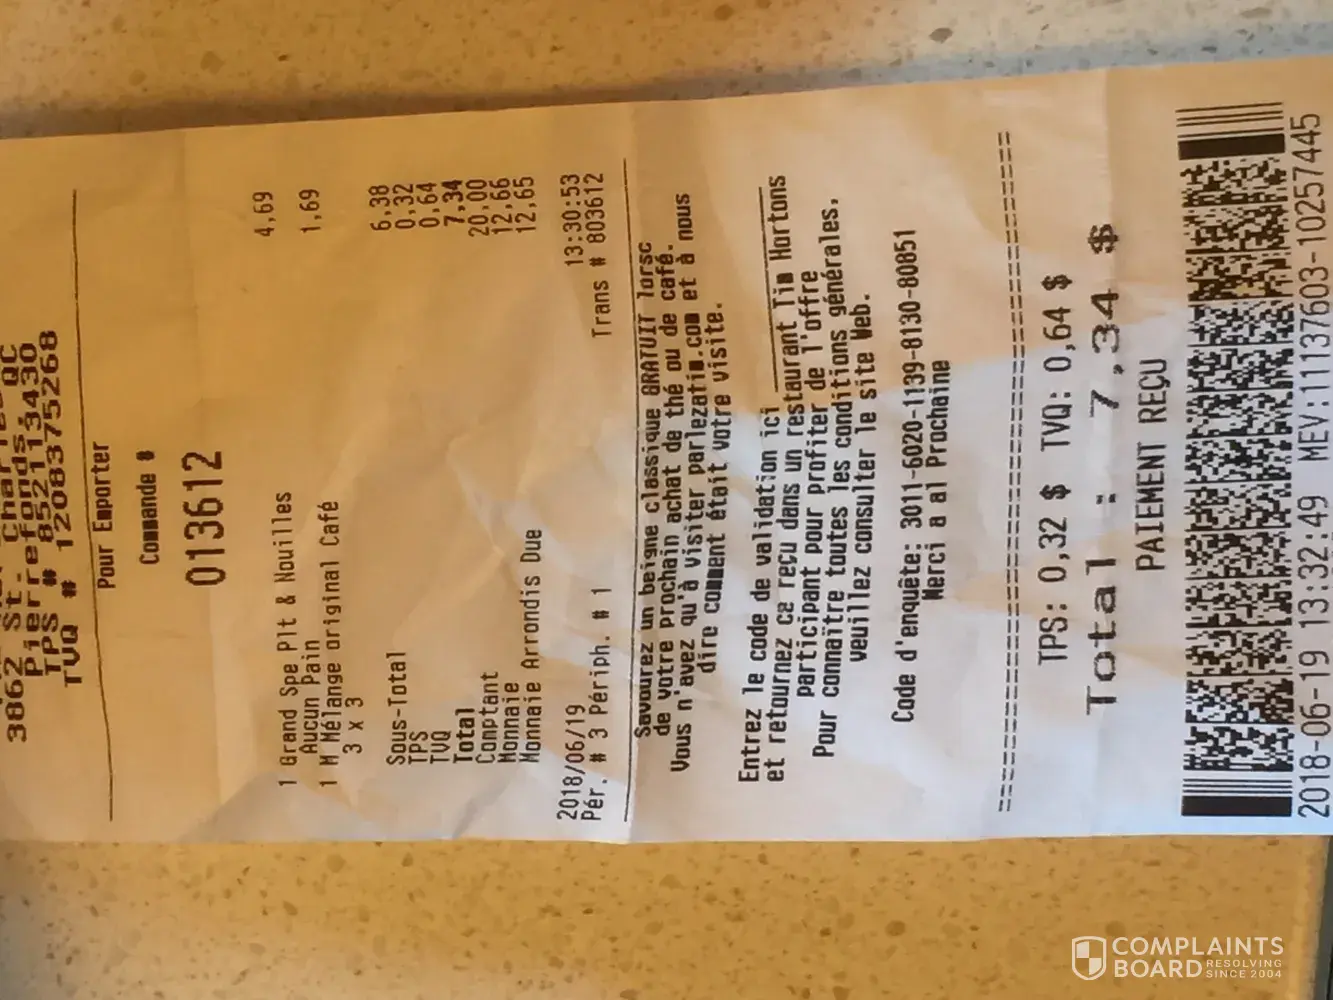 3862 St. Charles QC
Pierrefonds,
TPS # 852113430
TVQ # 1208375268
Pour Emporter
Commande #
013612
1 Grand Spe Plt & Nouilles 4,69
Aucun Pain
1 M Mélange original Café 1,69
3 x 3
Sous-Total 6,38
TPS 0,32
TVQ 0,64
Total 7,34
Comptant 20,00
Monnaie 12,66
Monnaie Arrondis Due 12,65
2018/06/19 13:30:53
Pér. # 3 Périph. # 1 Trans # 803612
Savourez un beigne classique GRATUIT lorsc
de votre prochain achat de thé ou de café.
Vous n'avez qu'à visiter parlezatim.com et à nous
dire comment était votre visite.
Entrez le code de validation ici
et retournez ce reçu dans un restaurant Tim Hortons
participant pour profiter de l'offre
Pour connaître toutes les conditions générales,
veuillez consulter le site Web.
Code d'enquête: 3011-6020-1139-8130-80851
Merci a al Prochaine
TPS: 0,32 $ TVQ: 0,64 $
Total : 7,34 $
PAIEMENT REÇU
2018-06-19 13:32:49 MEV:11137603-10257445
COMPLAINTS
BOARD RESOLVING
SINCE 2004